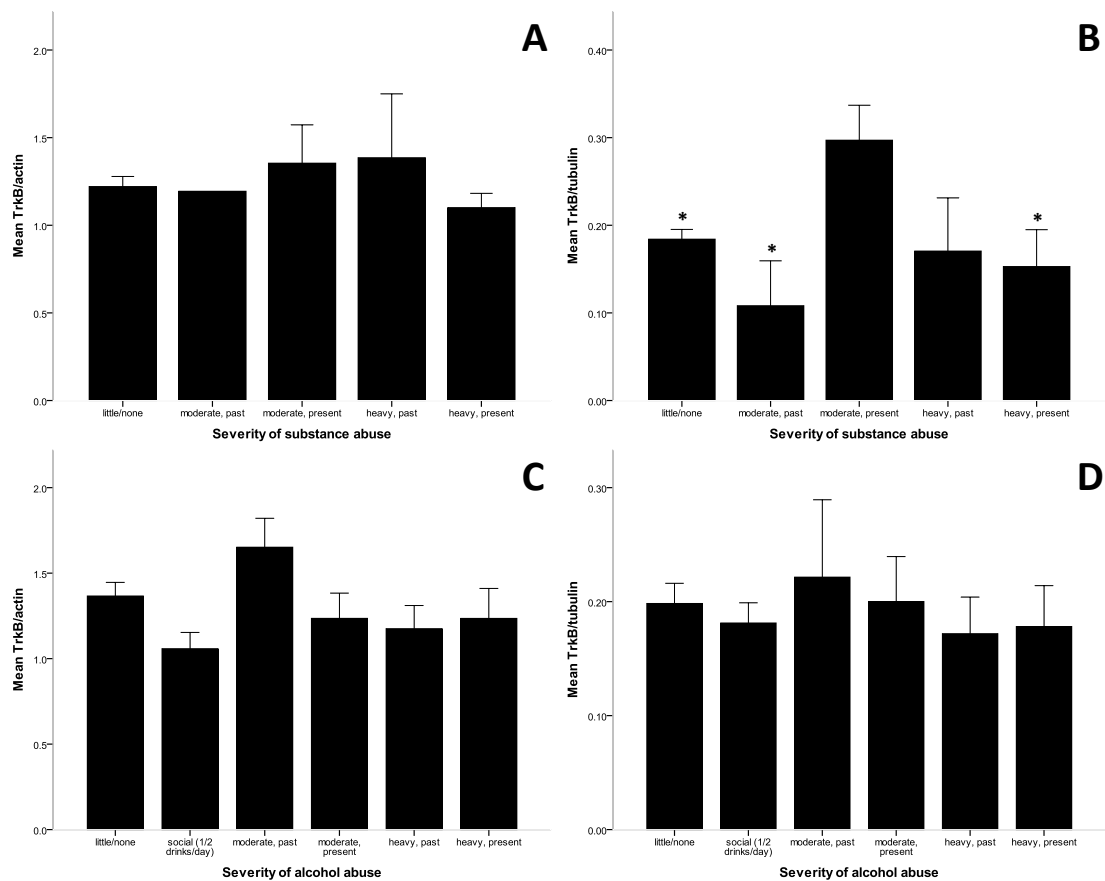 A
2.0
1.5
1.0
0.5
0.0
Mean TrkB/actin
little/none
moderate, past
moderate, present
heavy, past
heavy, present
Severity of substance abuse
B
0.40
0.30
0.20
0.10
0.00
Mean TrkB/tubulin
*
*
*
little/none
moderate, past
moderate, present
heavy, past
heavy, present
Severity of substance abuse
C
2.0
1.5
1.0
0.5
0.0
Mean TrkB/actin
little/none
social (1/2
drinks/day)
moderate, past
moderate,
present
heavy, past
heavy, present
Severity of alcohol abuse
D
0.30
0.20
0.10
0.00
Mean TrkB/tubulin
little/none
social (1/2
drinks/day)
moderate, past
moderate,
present
heavy, past
heavy, present
Severity of alcohol abuse